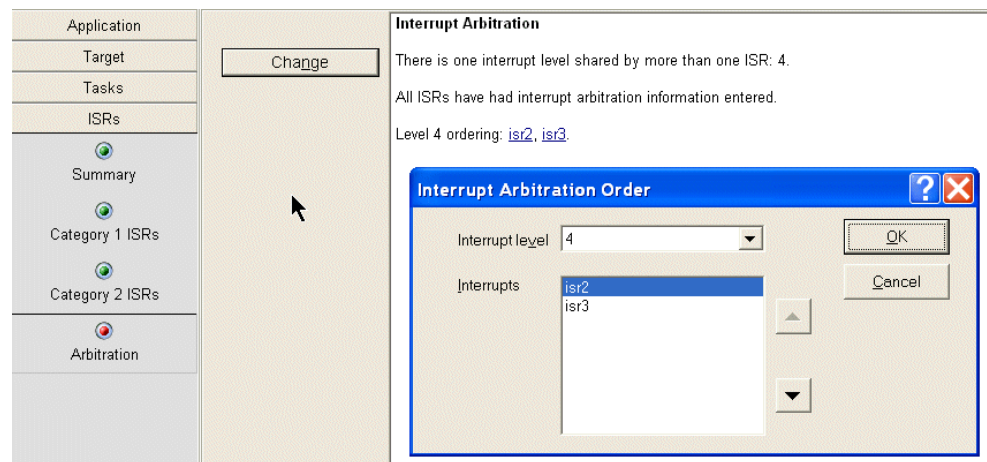 Application
Target
Tasks
ISRs
Summary
Category 1 ISRs
Category 2 ISRs
Arbitration
Change
Interrupt Arbitration
There is one interrupt level shared by more than one ISR: 4.
All ISRs have had interrupt arbitration information entered.
Level 4 ordering: isr2, isr3.
Interrupt Arbitration Order
Interrupt level 4
OK
Interrupts
isr2
isr3
Cancel